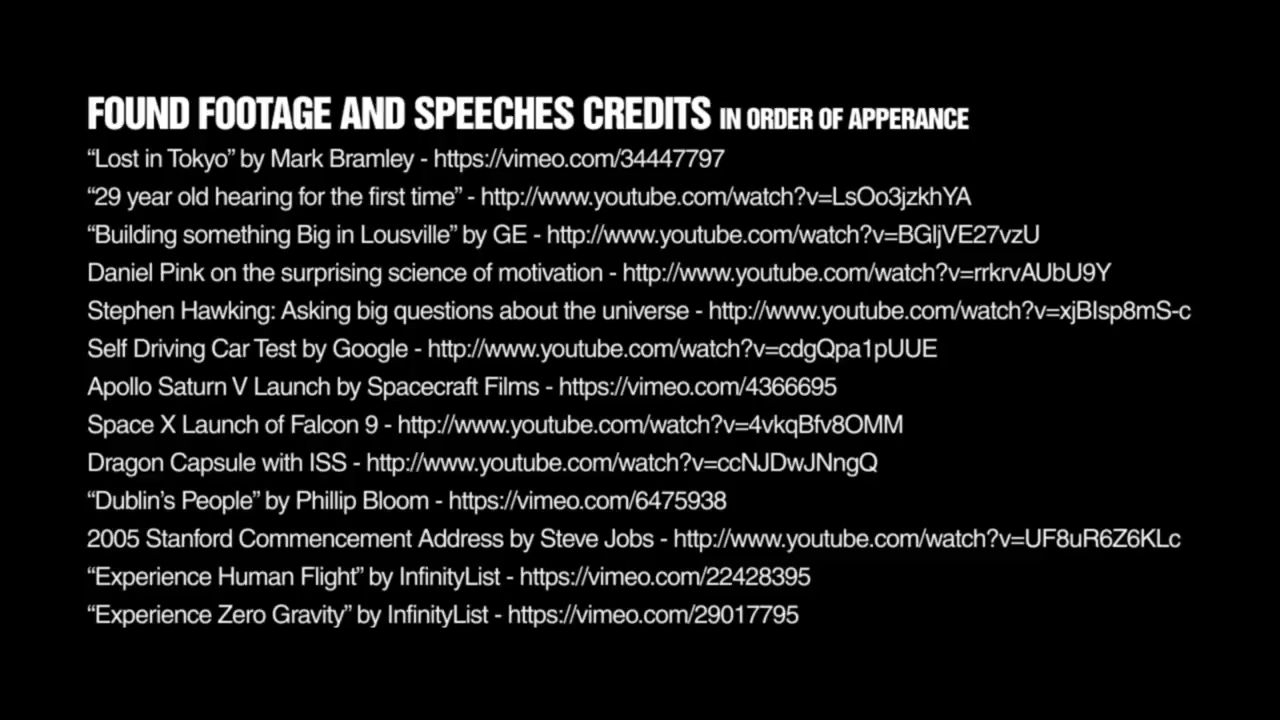 FOUND FOOTAGE AND SPEECHES CREDITS IN ORDER OF APPERANCE
“Lost in Tokyo” by Mark Bramley - https://vimeo.com/34447797
“29 year old hearing for the first time” - http://www.youtube.com/watch?v=LsOo3jzkhYA
“Building something Big in Lousville” by GE - http://www.youtube.com/watch?v=BGljVE27vzU
Daniel Pink on the surprising science of motivation - http://www.youtube.com/watch?v=rrkrvAUbU9Y
Stephen Hawking: Asking big questions about the universe - http://www.youtube.com/watch?v=xjBIsp8mS-c
Self Driving Car Test by Google - http://www.youtube.com/watch?v=cdgQpa1pUUE
Apollo Saturn V Launch by Spacecraft Films - https://vimeo.com/4366695
Space X Launch of Falcon 9 - http://www.youtube.com/watch?v=4vkqBfv8OMM
Dragon Capsule with ISS - http://www.youtube.com/watch?v=ccNJDwJNngQ
“Dublin’s People” by Phillip Bloom - https://vimeo.com/6475938
2005 Stanford Commencement Address by Steve Jobs - http://www.youtube.com/watch?v=UF8uR6Z6KLc
“Experience Human Flight” by InfinityList - https://vimeo.com/22428395
“Experience Zero Gravity” by InfinityList - https://vimeo.com/29017795